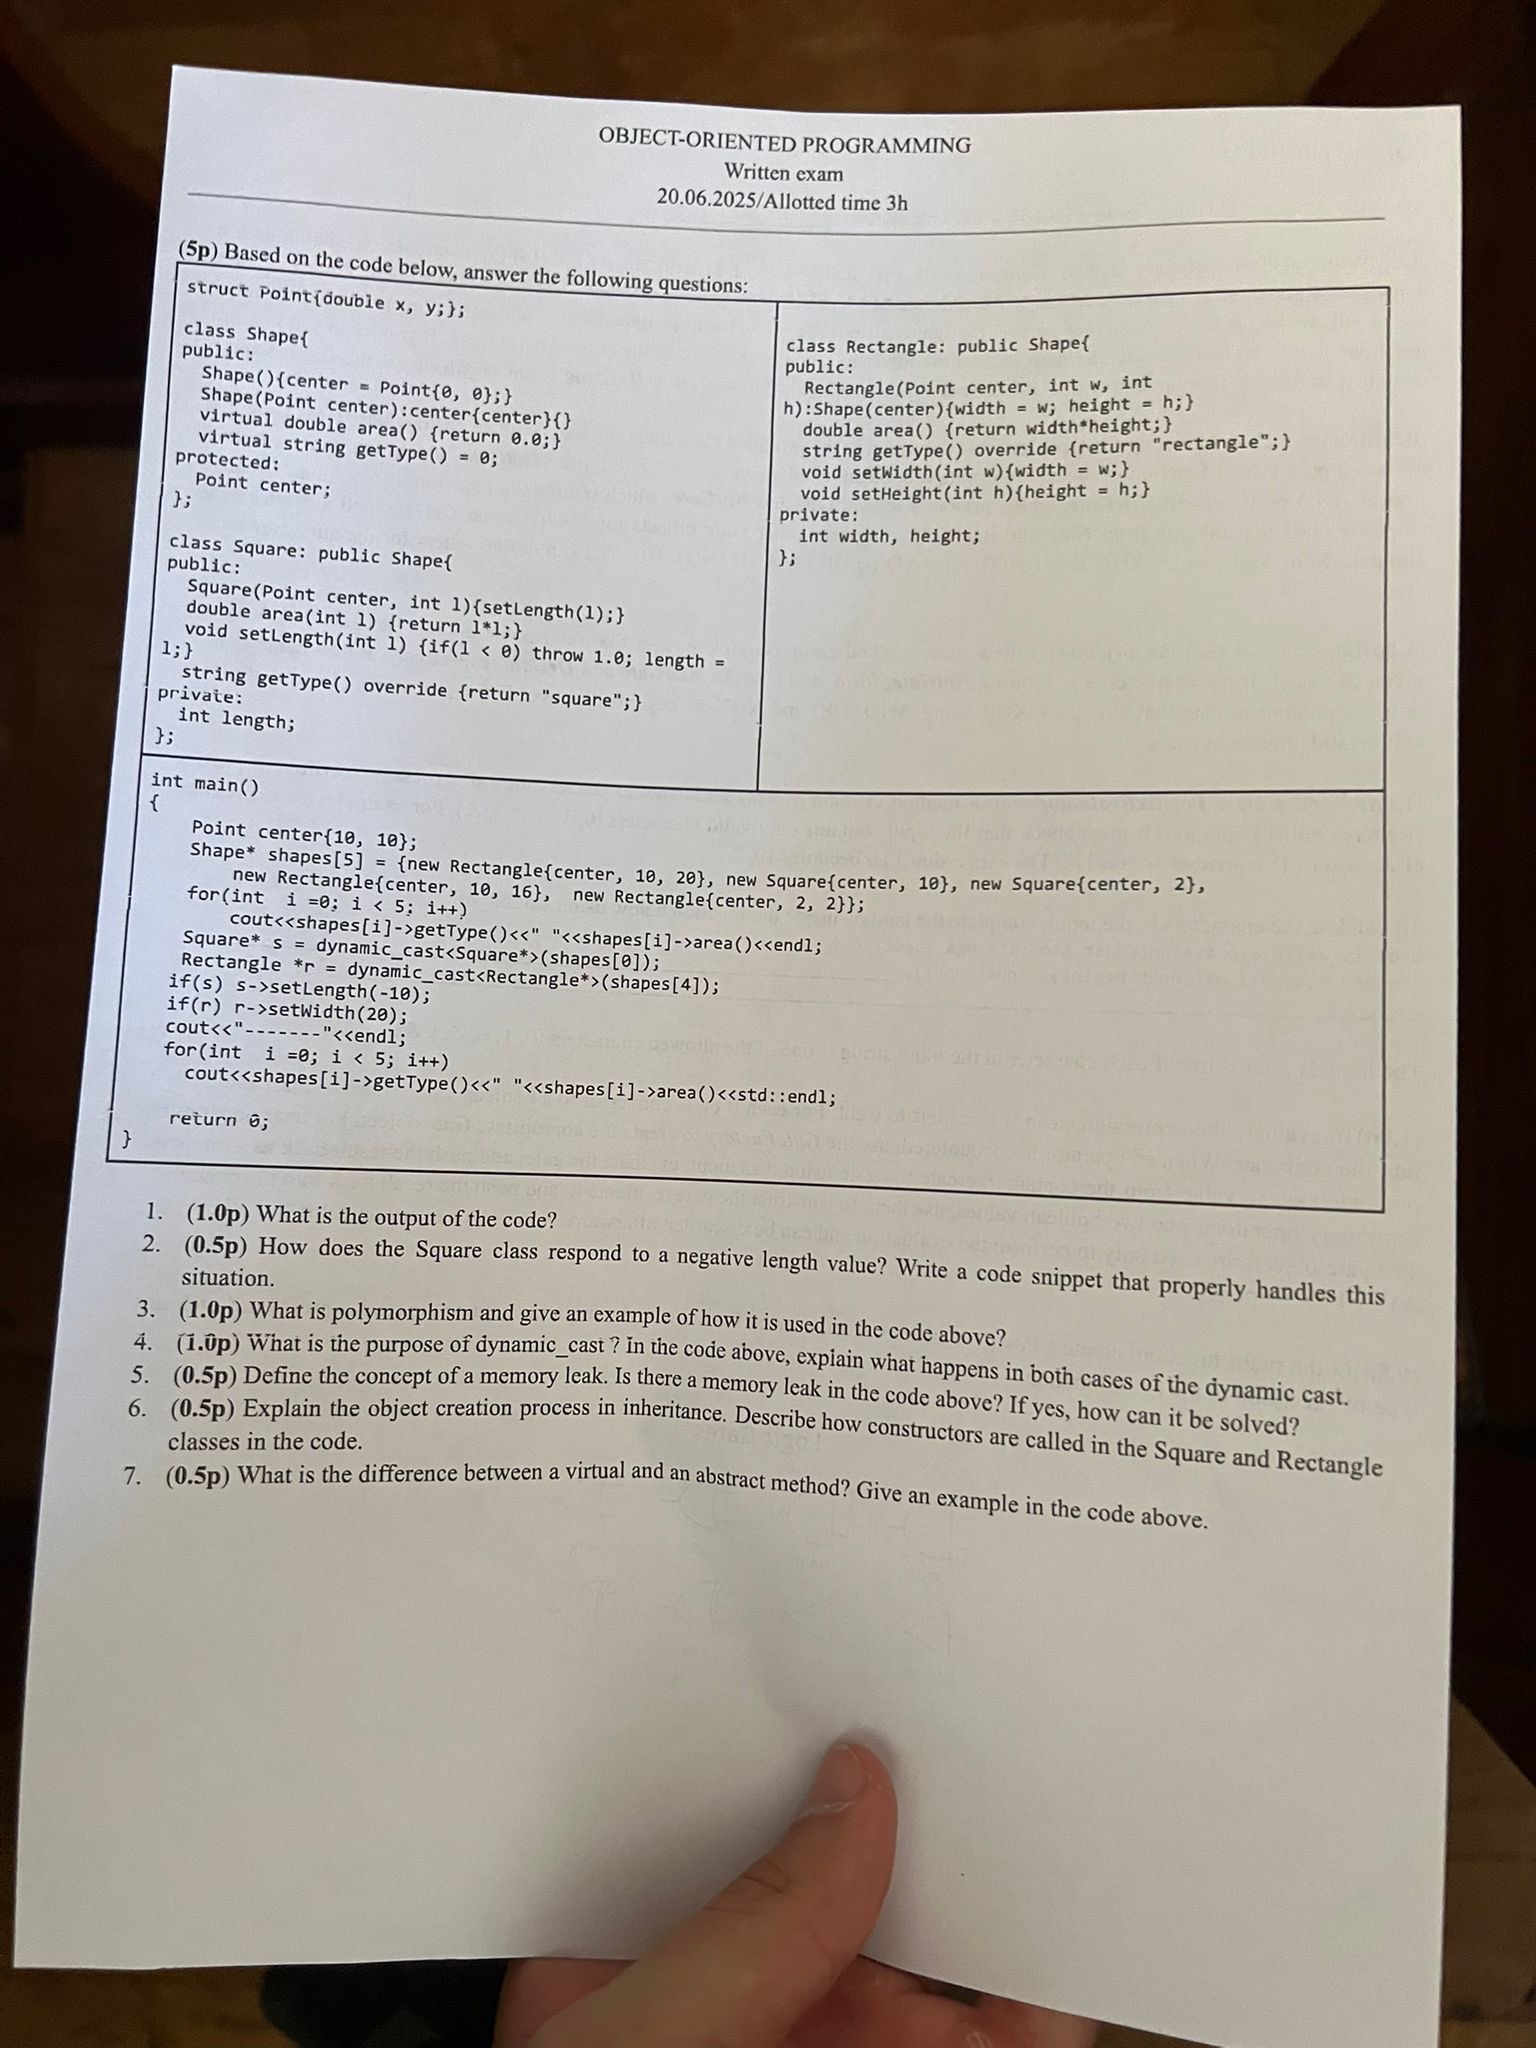 OBJECT-ORIENTED PROGRAMMING
Written exam
20.06.2025/Allotted time 3h
(5p) Based on the code below, answer the following questions:
struct Point{double x, y;};
class Shape{
public:
Shape(){center = Point{0, 0};}
Shape(Point center):center{center}{}
virtual double area() {return 0.0;}
virtual string getType() = 0;
protected:
Point center;
};
class Square: public Shape{
public:
Square(Point center, int l){setLength(l);}
double area(int l) {return l*l;}
void setLength(int l) {if(l < 0) throw 1.0; length =
l;}
string getType() override {return "square";}
private:
int length;
};
class Rectangle: public Shape{
public:
Rectangle(Point center, int w, int
h):Shape(center){width = w; height = h;}
double area() {return width*height;}
string getType() override {return "rectangle";}
void setWidth(int w){width = w;}
void setHeight(int h){height = h;}
private:
int width, height;
};
int main()
{
Point center{10, 10};
Shape* shapes[5] = {new Rectangle{center, 10, 20}, new Square{center, 10}, new Square{center, 2},
new Rectangle{center, 10, 16}, new Rectangle{center, 2, 2}};
for(int i =0; i < 5; i++)
cout<<shapes[i]->getType()<<" "<<shapes[i]->area()<<endl;
Square* s = dynamic_cast<Square*>(shapes[0]);
Rectangle *r = dynamic_cast<Rectangle*>(shapes[4]);
if(s) s->setLength(-10);
if(r) r->setWidth(20);
cout<<"-------"<<endl;
for(int i =0; i < 5; i++)
cout<<shapes[i]->getType()<<" "<<shapes[i]->area()<<std::endl;
return 0;
}
1. (1.0p) What is the output of the code?
2. (0.5p) How does the Square class respond to a negative length value? Write a code snippet that properly handles this
situation.
3. (1.0p) What is polymorphism and give an example of how it is used in the code above?
4. (1.0p) What is the purpose of dynamic_cast ? In the code above, explain what happens in both cases of the dynamic cast.
5. (0.5p) Define the concept of a memory leak. Is there a memory leak in the code above? If yes, how can it be solved?
6. (0.5p) Explain the object creation process in inheritance. Describe how constructors are called in the Square and Rectangle
classes in the code.
7. (0.5p) What is the difference between a virtual and an abstract method? Give an example in the code above.